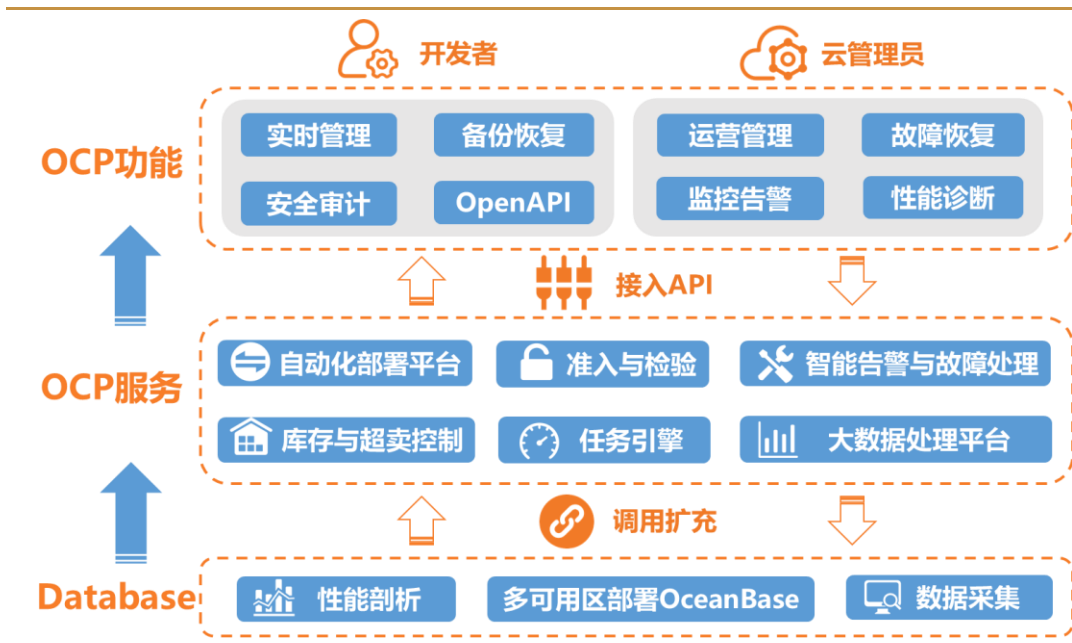 开发者
云管理员
OCP功能
实时管理
备份恢复
运营管理
故障恢复
安全审计
OpenAPI
监控告警
性能诊断
接入API
OCP服务
自动化部署平台
准入与检验
智能告警与故障处理
库存与超卖控制
任务引擎
大数据处理平台
调用扩充
Database
性能剖析
多可用区部署OceanBase
数据采集